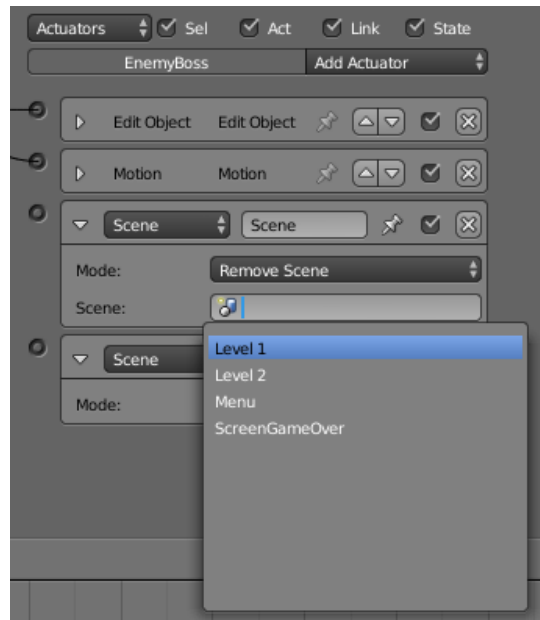 Actuators Sel Act Link State
EnemyBoss Add Actuator
Edit Object Edit Object
Motion Motion
Scene Scene
Mode: Remove Scene
Scene:
Level 1
Scene
Level 2
Mode: Menu
ScreenGameOver